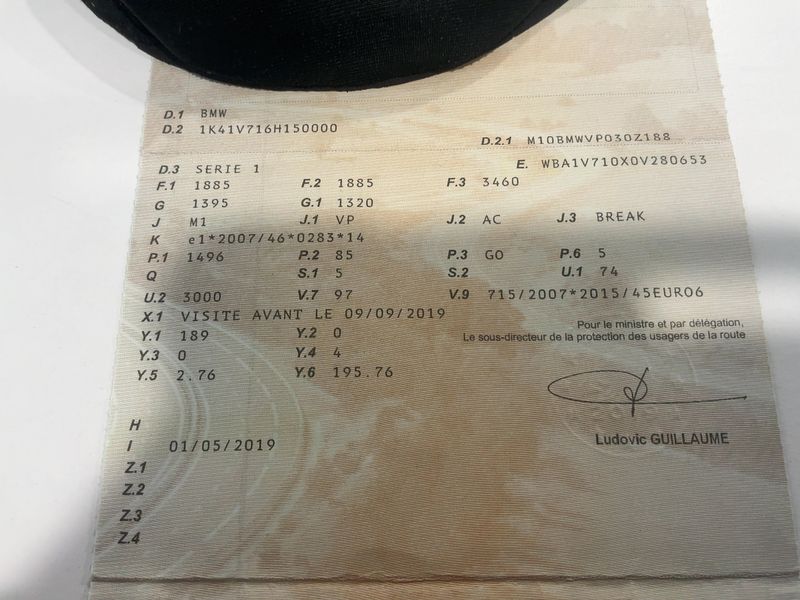 D.1 BMW
D.2 1K41V716H150000
D.2.1 M10BMWVP030Z188
D.3 SERIE 1 E. WBA1V710X0V280653
F.1 1885 F.2 1885 F.3 3460
G 1395 G.1 1320
J M1 J.1 VP J.2 AC J.3 BREAK
K e1*2007/46*0283*14
P.1 1496 P.2 85 P.3 GO P.6 5
Q S.1 5 S.2 U.1 74
U.2 3000 V.7 97 V.9 715/2007*2015/45EURO6
X.1 VISITE AVANT LE 09/09/2019
Y.1 189 Y.2 0
Y.3 0 Y.4 4
Y.5 2.76 Y.6 195.76
Pour le ministre et par délégation,
Le sous-directeur de la protection des usagers de la route
Ludovic GUILLAUME
H
I 01/05/2019
Z.1
Z.2
Z.3
Z.4